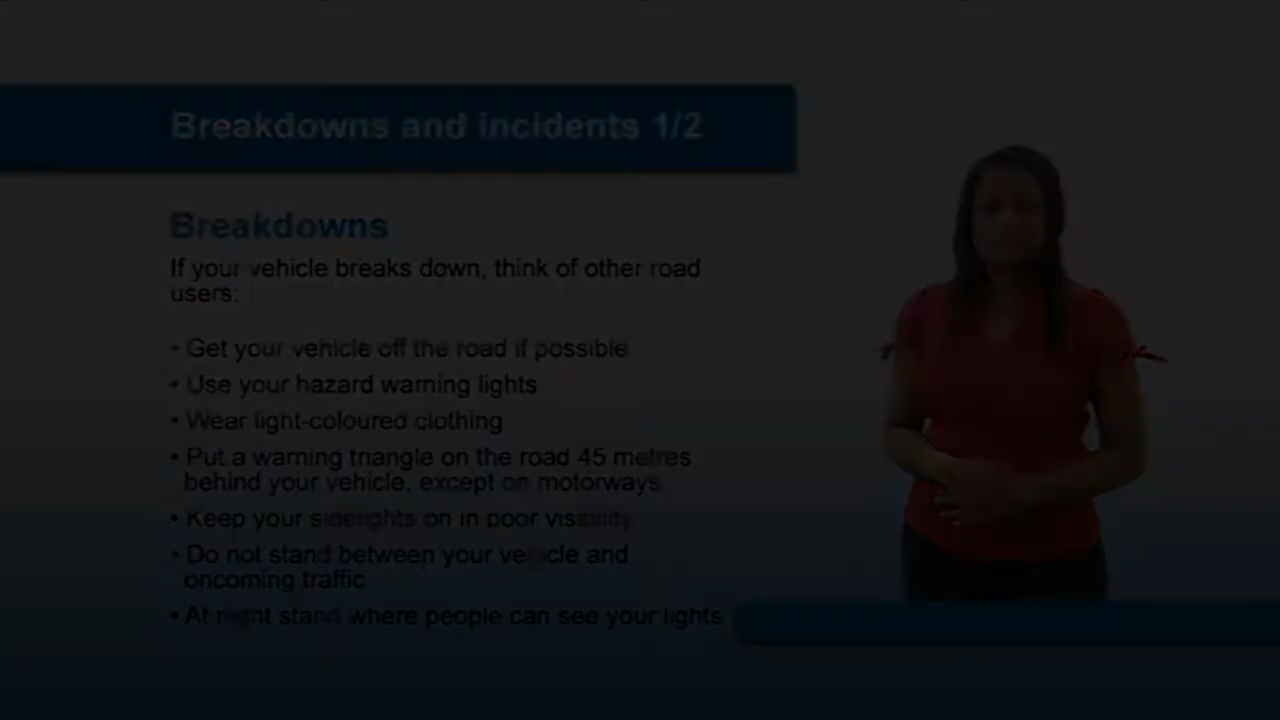 Breakdowns and incidents 1/2
Breakdowns
If your vehicle breaks down, think of other road
users:
• Get your vehicle off the road if possible
• Use your hazard warning lights
• Wear light-coloured clothing
• Put a warning triangle on the road 45 metres
behind your vehicle, except on motorways
• Keep your sidelights on in poor visibility
• Do not stand between your vehicle and
oncoming traffic
• At night stand where people can see your lights